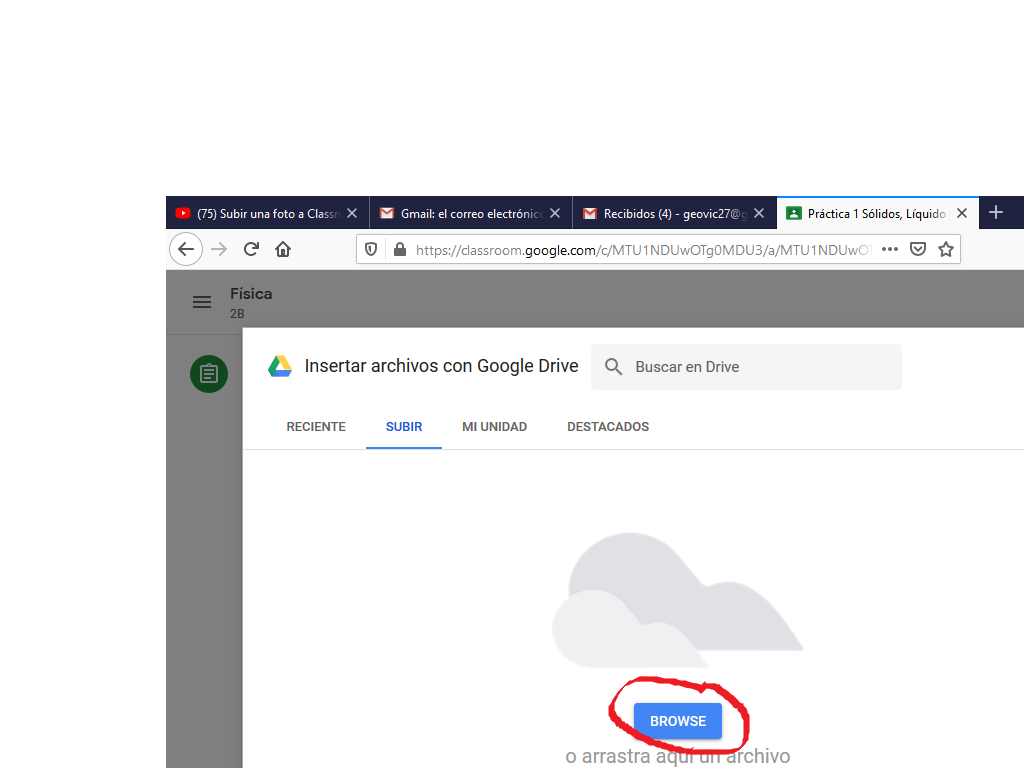 (75) Subir una foto a Classr
Gmail: el correo electrónic
Recibidos (4) - geovic27@g
Práctica 1 Sólidos, Líquido
https://classroom.google.com/c/MTU1NDUwOTg0MDU3/a/MTU1NDUwOT
Física
2B
Insertar archivos con Google Drive
Buscar en Drive
RECIENTE SUBIR MI UNIDAD DESTACADOS
BROWSE
o arrastra aquí un archivo